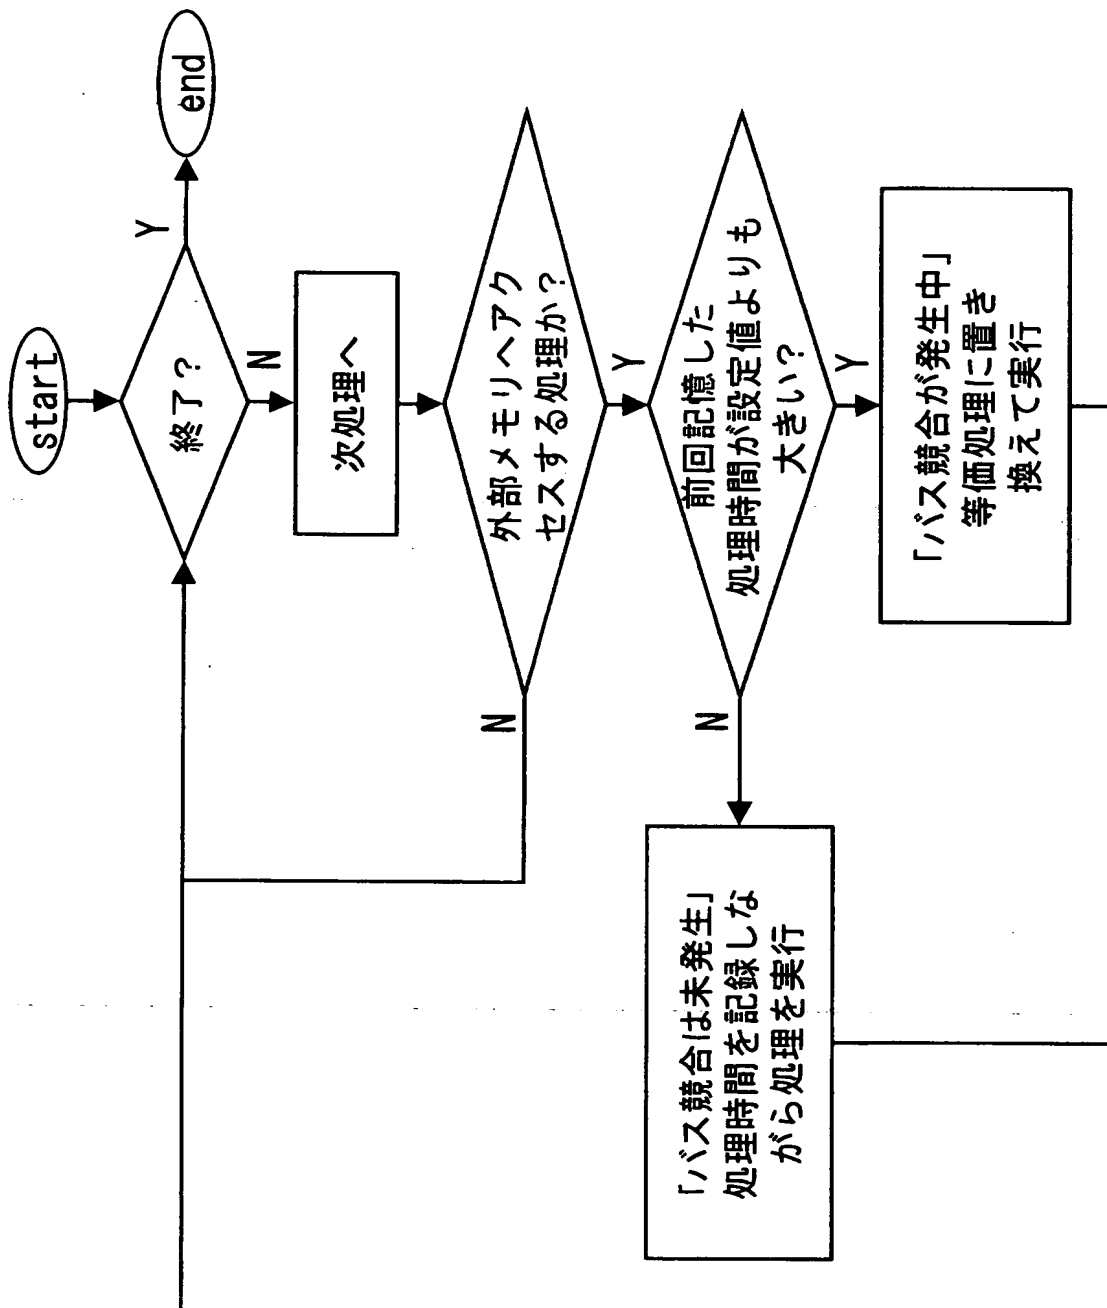 start
終了?
Y
end
N
次処理へ
外部メモリへアク
セスする処理か?
N
Y
前回記憶した
処理時間が設定値よりも
大きい?
N
Y
「バス競合は未発生」
処理時間を記録しな
がら処理を実行
「バス競合が発生中」
等価処理に置き
換えて実行